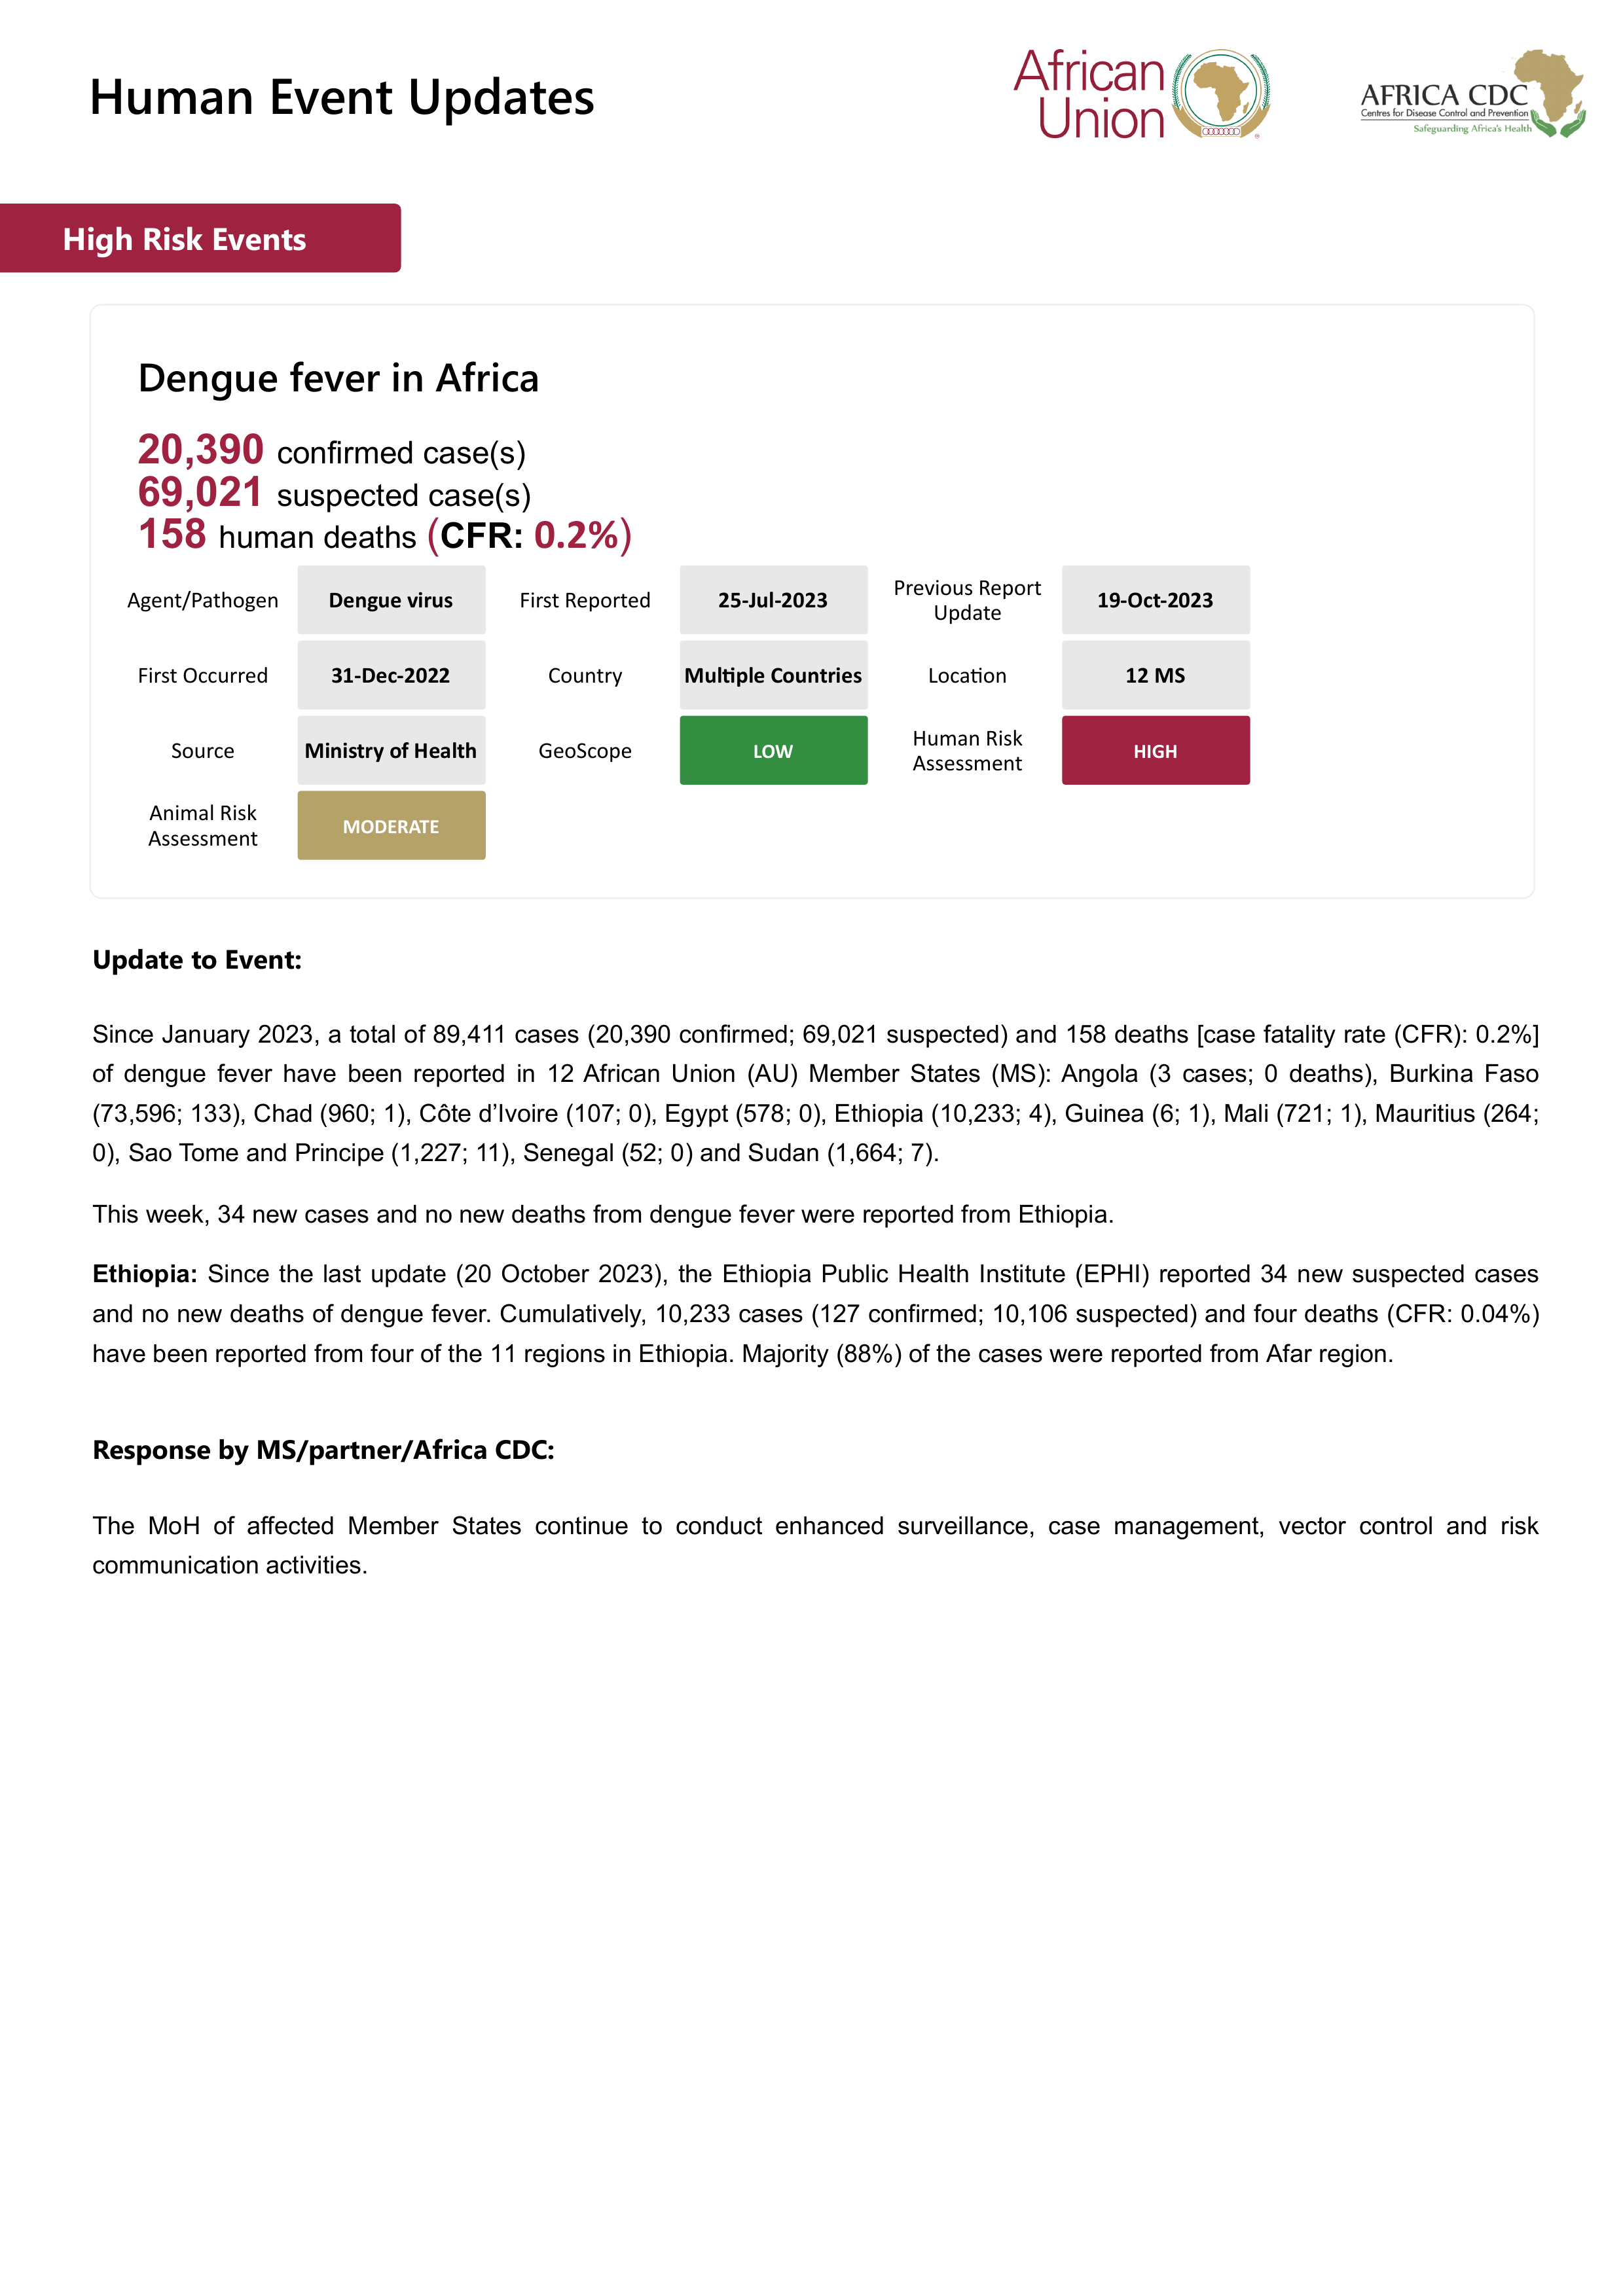 Human Event Updates
African
Union
AFRICA CDC
Centres for Disease Control and Prevention
Safeguarding Africa's Health
High Risk Events
Dengue fever in Africa
20,390 confirmed case(s)
69,021 suspected case(s)
158 human deaths (CFR: 0.2%)
Agent/Pathogen Dengue virus First Reported 25-Jul-2023 Previous Report Update 19-Oct-2023
First Occurred 31-Dec-2022 Country Multiple Countries Location 12 MS
Source Ministry of Health GeoScope LOW Human Risk Assessment HIGH
Animal Risk Assessment MODERATE
Update to Event:
Since January 2023, a total of 89,411 cases (20,390 confirmed; 69,021 suspected) and 158 deaths [case fatality rate (CFR): 0.2%]
of dengue fever have been reported in 12 African Union (AU) Member States (MS): Angola (3 cases; 0 deaths), Burkina Faso
(73,596; 133), Chad (960; 1), Côte d’Ivoire (107; 0), Egypt (578; 0), Ethiopia (10,233; 4), Guinea (6; 1), Mali (721; 1), Mauritius (264;
0), Sao Tome and Principe (1,227; 11), Senegal (52; 0) and Sudan (1,664; 7).
This week, 34 new cases and no new deaths from dengue fever were reported from Ethiopia.
Ethiopia: Since the last update (20 October 2023), the Ethiopia Public Health Institute (EPHI) reported 34 new suspected cases
and no new deaths of dengue fever. Cumulatively, 10,233 cases (127 confirmed; 10,106 suspected) and four deaths (CFR: 0.04%)
have been reported from four of the 11 regions in Ethiopia. Majority (88%) of the cases were reported from Afar region.
Response by MS/partner/Africa CDC:
The MoH of affected Member States continue to conduct enhanced surveillance, case management, vector control and risk
communication activities.